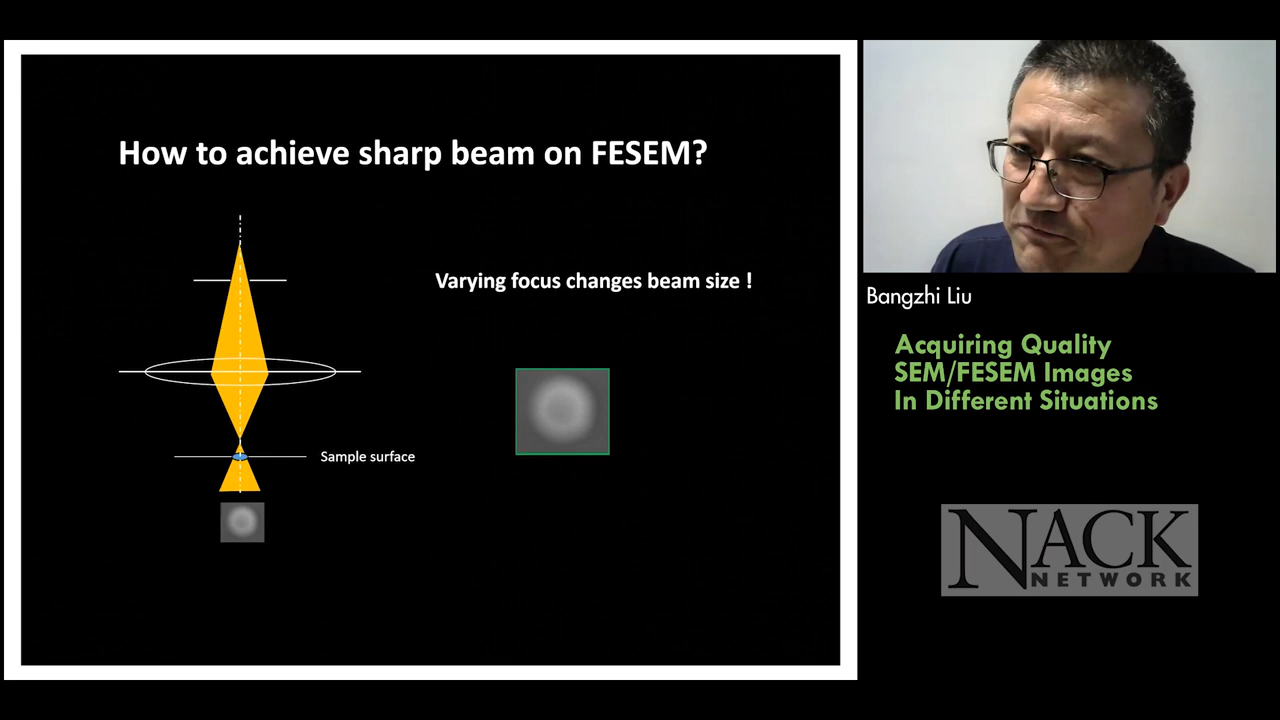 How to achieve sharp beam on FESEM?
Varying focus changes beam size !
Sample surface
Bangzhi Liu
Acquiring Quality
SEM/FESEM Images
In Different Situations
NACK
NETWORK